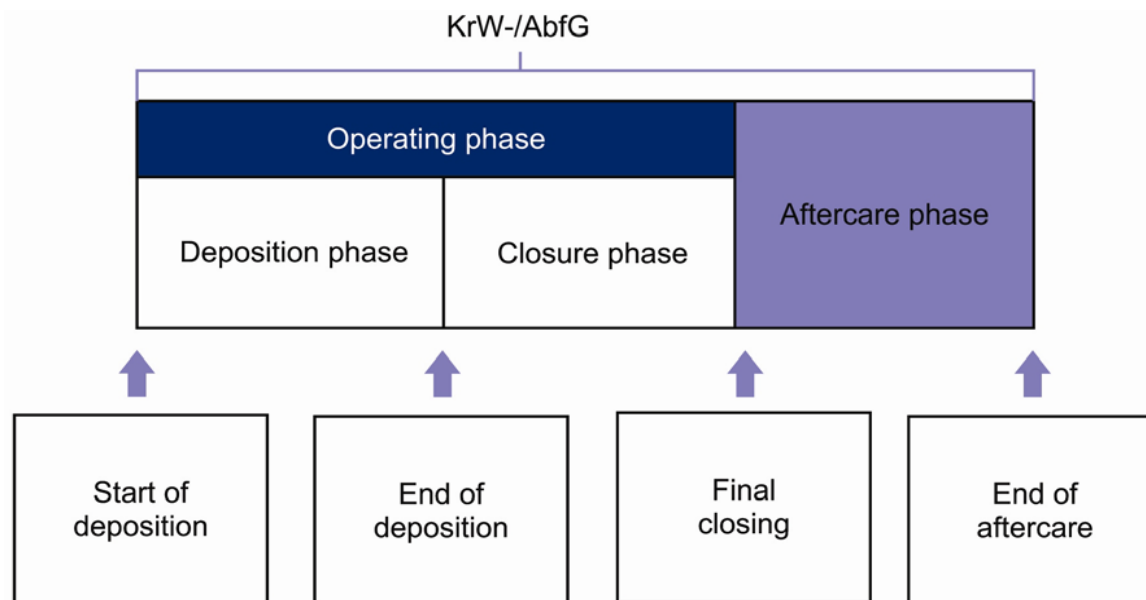 KrW-/AbfG
Operating phase
Deposition phase
Closure phase
Aftercare phase
Start of
deposition
End of
deposition
Final
closing
End of
aftercare